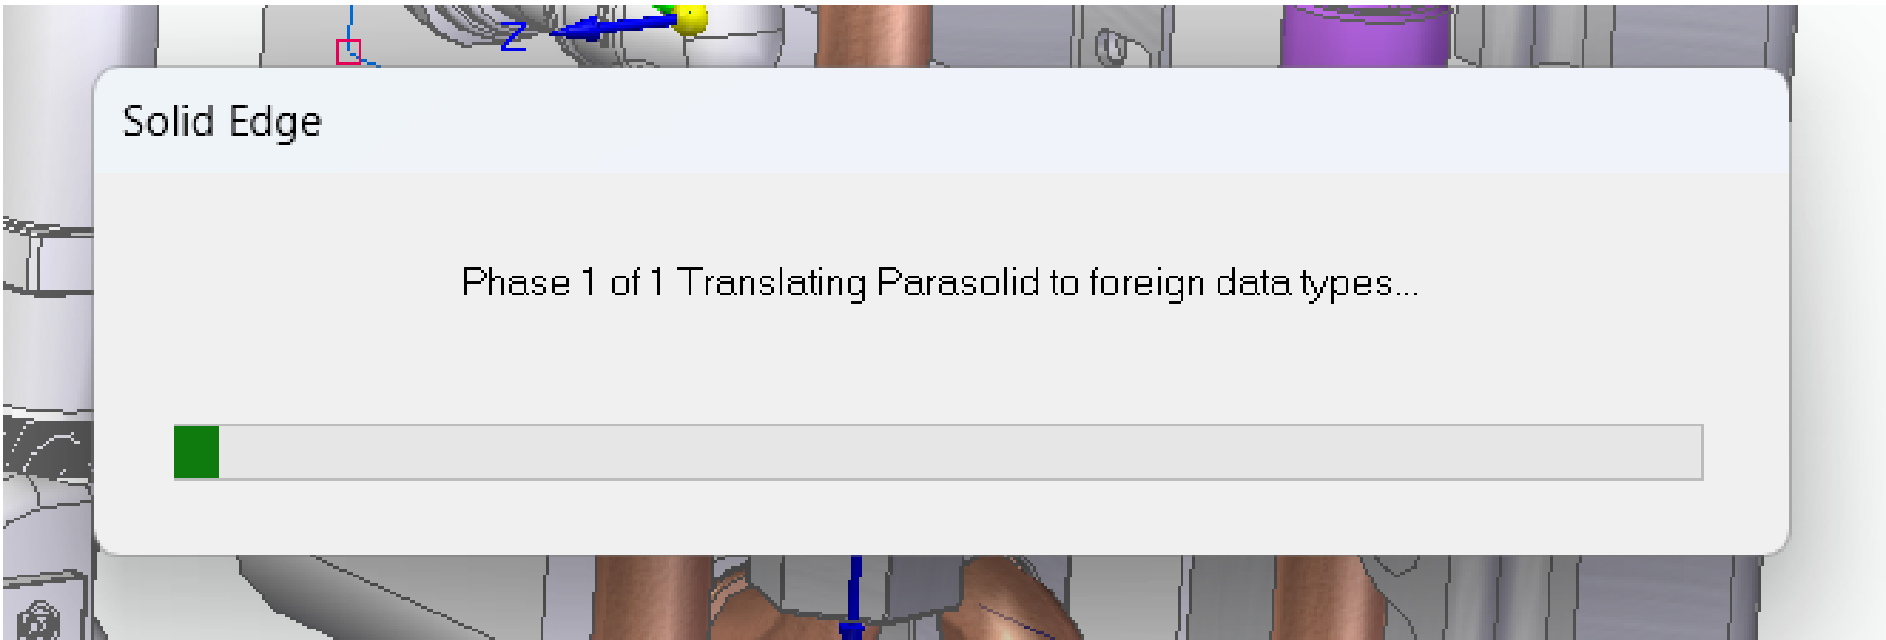 Z
Solid Edge
Phase 1 of 1 Translating Parasolid to foreign data types...